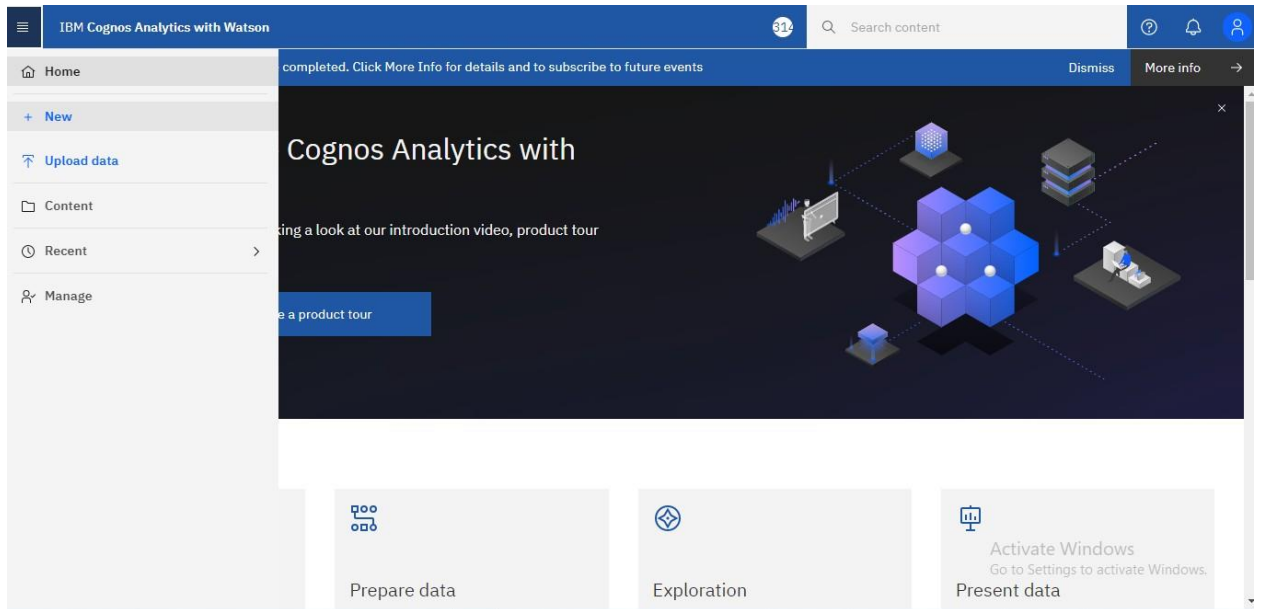 IBM Cognos Analytics with Watson
314
Search content
Home
completed. Click More Info for details and to subscribe to future events
Dismiss
More info
New
Upload data
Content
Recent
Manage
Cognos Analytics with
king a look at our introduction video, product tour
e a product tour
Prepare data
Exploration
Present data
Activate Windows
Go to Settings to activate Windows.